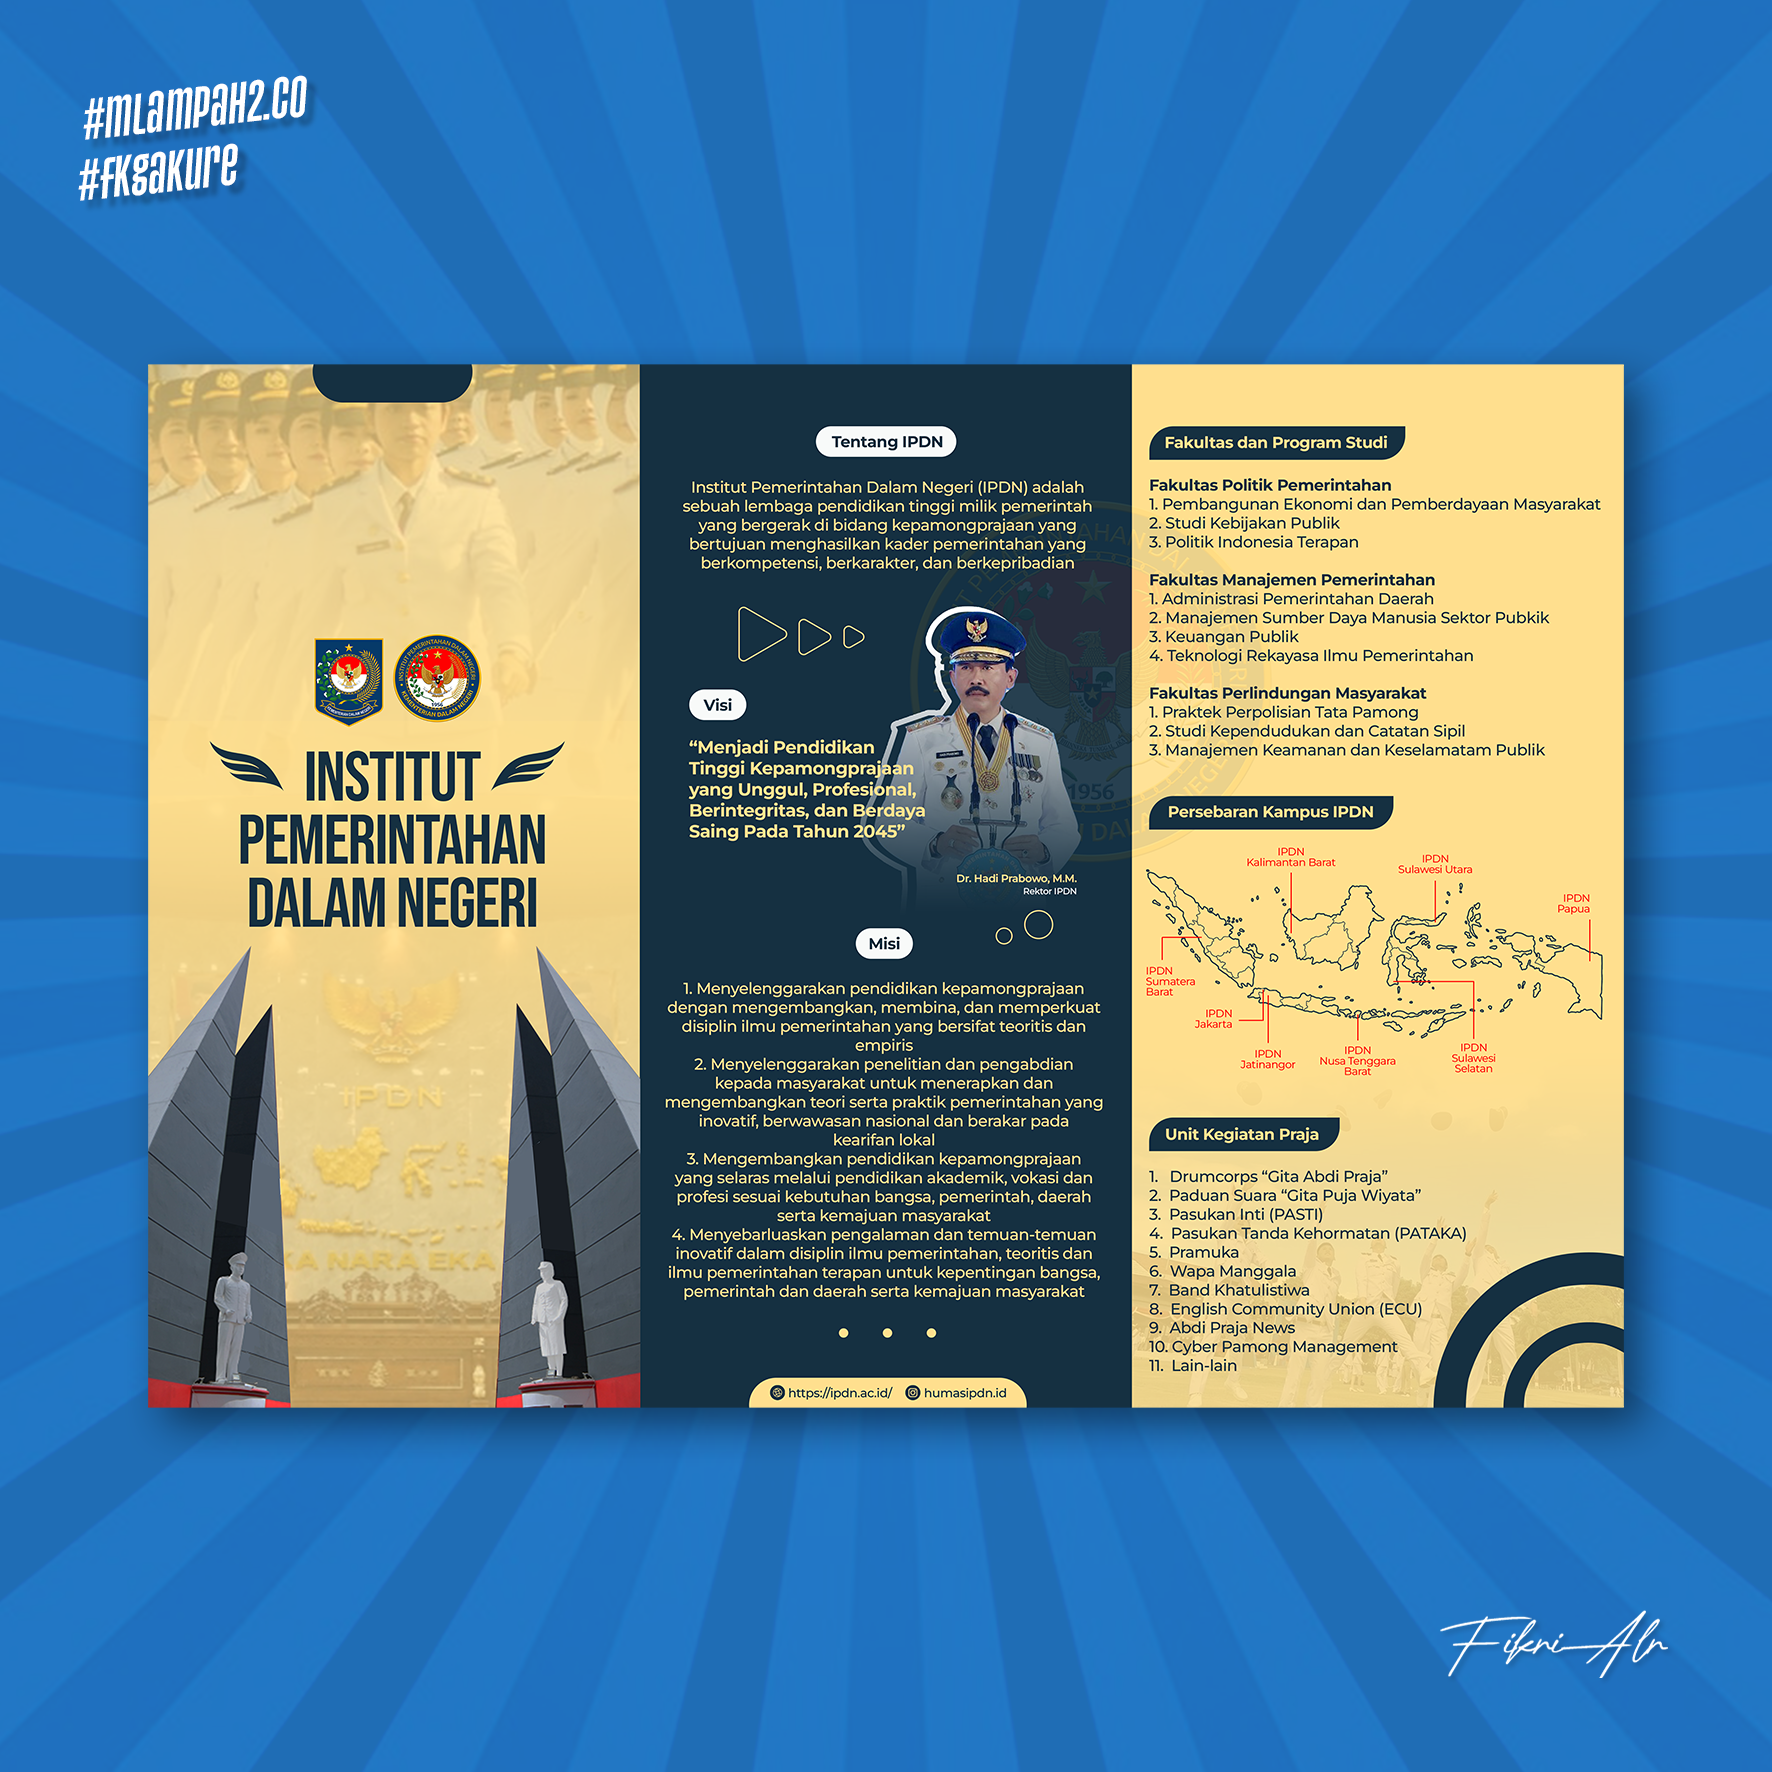 #mLampaH2.CO
#fkgakure
INSTITUT
PEMERINTAHAN
DALAM NEGERI
INSTITUT PEMERINTAHAN DALAM NEGERI
KEMENTERIAN DALAM NEGERI
1956
IPDN
NARA EKA
Tentang IPDN
Institut Pemerintahan Dalam Negeri (IPDN) adalah
sebuah lembaga pendidikan tinggi milik pemerintah
yang bergerak di bidang kepamongprajaan yang
bertujuan menghasilkan kader pemerintahan yang
berkompetensi, berkarakter, dan berkepribadian
Visi
“Menjadi Pendidikan
Tinggi Kepamongprajaan
yang Unggul, Profesional,
Berintegritas, dan Berdaya
Saing Pada Tahun 2045”
Dr. Hadi Prabowo, M.M.
Rektor IPDN
1956
Misi
1. Menyelenggarakan pendidikan kepamongprajaan
dengan mengembangkan, membina, dan memperkuat
disiplin ilmu pemerintahan yang bersifat teoritis dan
empiris
2. Menyelenggarakan penelitian dan pengabdian
kepada masyarakat untuk menerapkan dan
mengembangkan teori serta praktik pemerintahan yang
inovatif, berwawasan nasional dan berakar pada
kearifan lokal
3. Mengembangkan pendidikan kepamongprajaan
yang selaras melalui pendidikan akademik, vokasi dan
profesi sesuai kebutuhan bangsa, pemerintah, daerah
serta kemajuan masyarakat
4. Menyebarluaskan pengalaman dan temuan-temuan
inovatif dalam disiplin ilmu pemerintahan, teoritis dan
ilmu pemerintahan terapan untuk kepentingan bangsa,
pemerintah dan daerah serta kemajuan masyarakat
https://ipdn.ac.id/ humasipdn.id
Fakultas dan Program Studi
Fakultas Politik Pemerintahan
1. Pembangunan Ekonomi dan Pemberdayaan Masyarakat
2. Studi Kebijakan Publik
3. Politik Indonesia Terapan
Fakultas Manajemen Pemerintahan
1. Administrasi Pemerintahan Daerah
2. Manajemen Sumber Daya Manusia Sektor Pubkik
3. Keuangan Publik
4. Teknologi Rekayasa Ilmu Pemerintahan
Fakultas Perlindungan Masyarakat
1. Praktek Perpolisian Tata Pamong
2. Studi Kependudukan dan Catatan Sipil
3. Manajemen Keamanan dan Keselamatam Publik
Persebaran Kampus IPDN
IPDN
Kalimantan Barat
IPDN
Sulawesi Utara
IPDN
Papua
IPDN
Sumatera
Barat
IPDN
Jakarta
IPDN
Jatinangor
IPDN
Nusa Tenggara
Barat
IPDN
Sulawesi
Selatan
Unit Kegiatan Praja
1. Drumcorps “Gita Abdi Praja”
2. Paduan Suara “Gita Puja Wiyata”
3. Pasukan Inti (PASTI)
4. Pasukan Tanda Kehormatan (PATAKA)
5. Pramuka
6. Wapa Manggala
7. Band Khatulistiwa
8. English Community Union (ECU)
9. Abdi Praja News
10. Cyber Pamong Management
11. Lain-lain